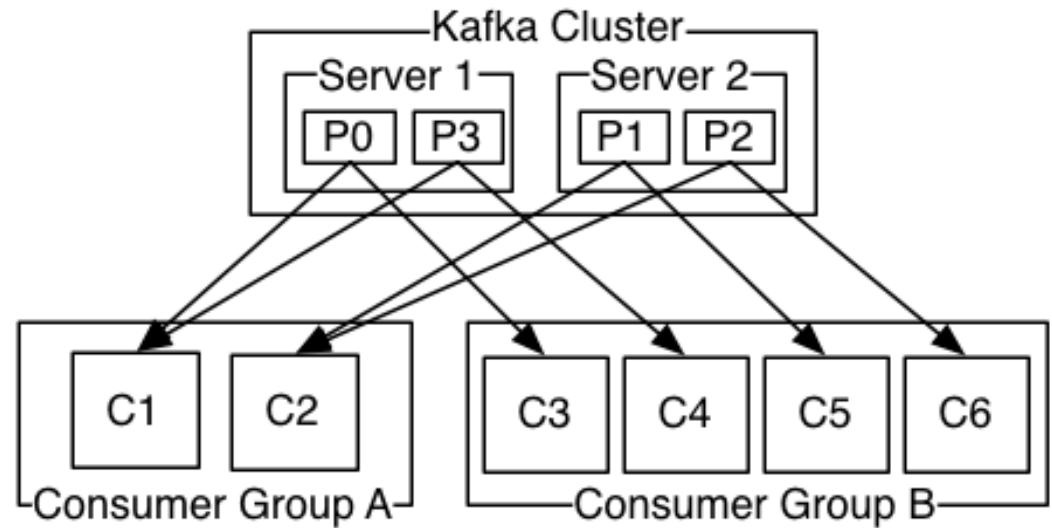 Kafka Cluster
Server 1 Server 2
P0 P3 P1 P2
C1 C2 C3 C4 C5 C6
Consumer Group A Consumer Group B